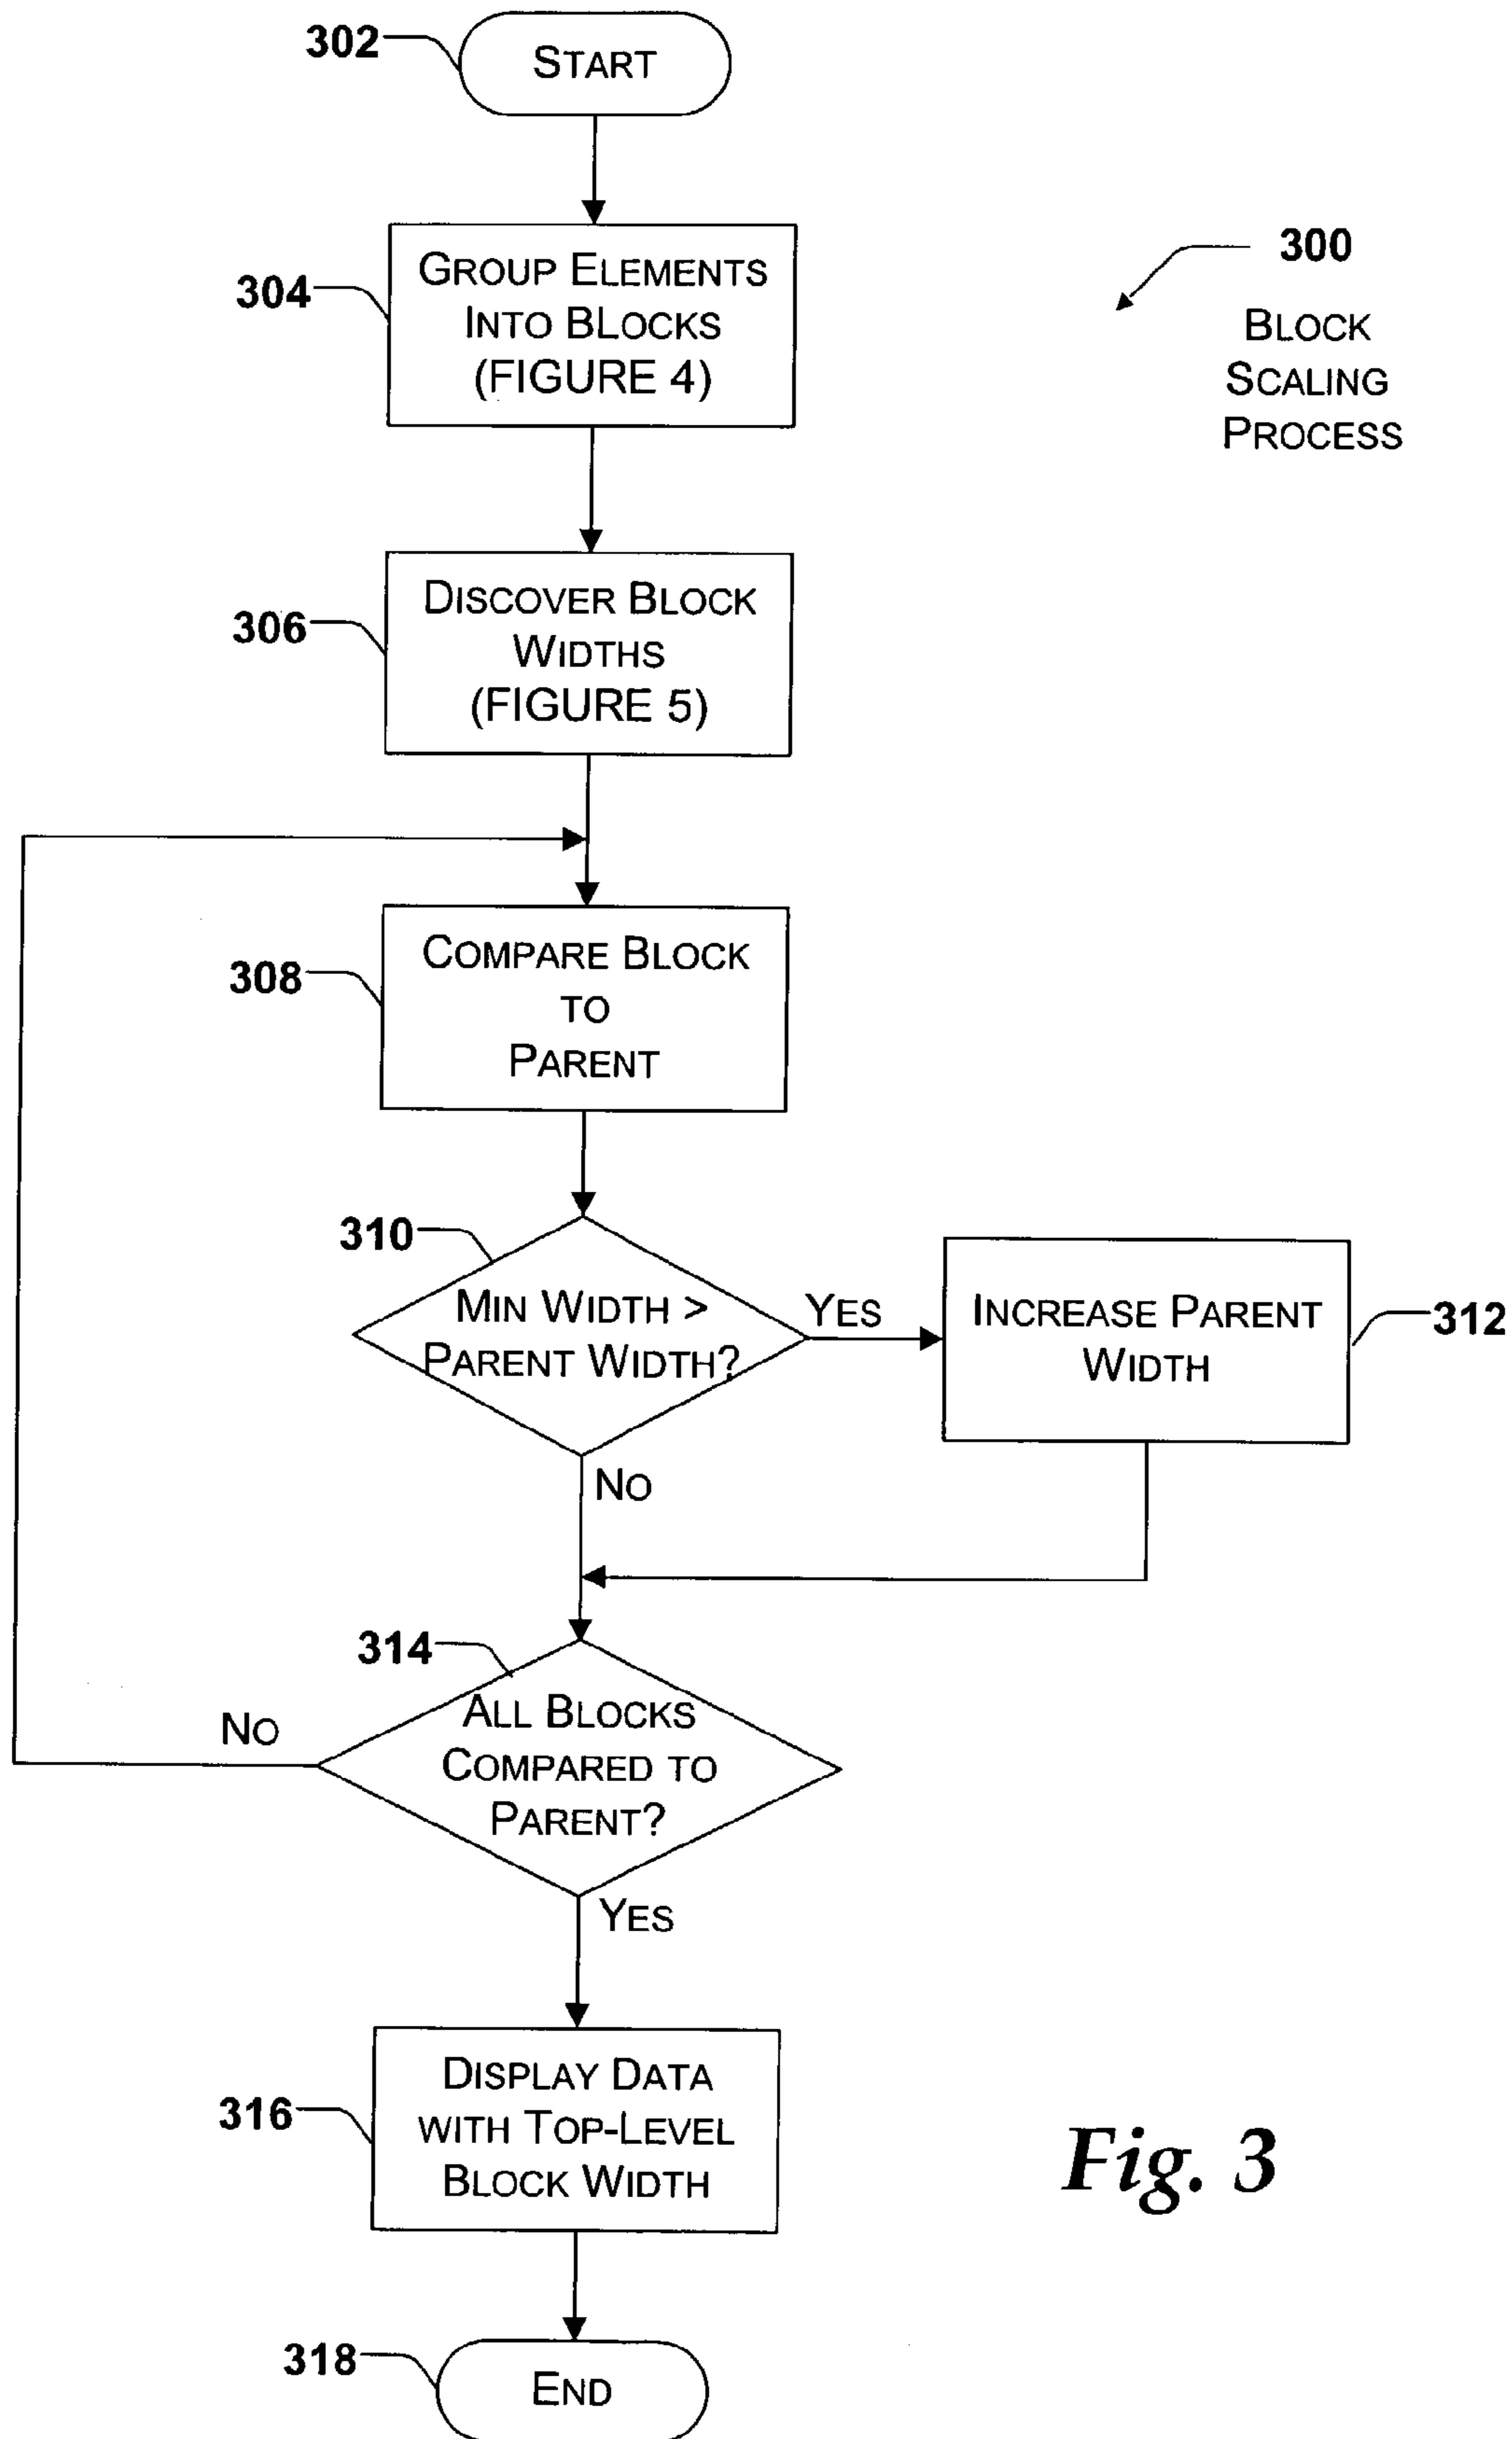 302
START
304
GROUP ELEMENTS
INTO BLOCKS
(FIGURE 4)
300
BLOCK
SCALING
PROCESS
306
DISCOVER BLOCK
WIDTHS
(FIGURE 5)
308
COMPARE BLOCK
TO
PARENT
310
MIN WIDTH >
PARENT WIDTH?
YES
INCREASE PARENT
WIDTH
312
NO
314
ALL BLOCKS
COMPARED TO
PARENT?
NO
YES
316
DISPLAY DATA
WITH TOP-LEVEL
BLOCK WIDTH
Fig. 3
318
END